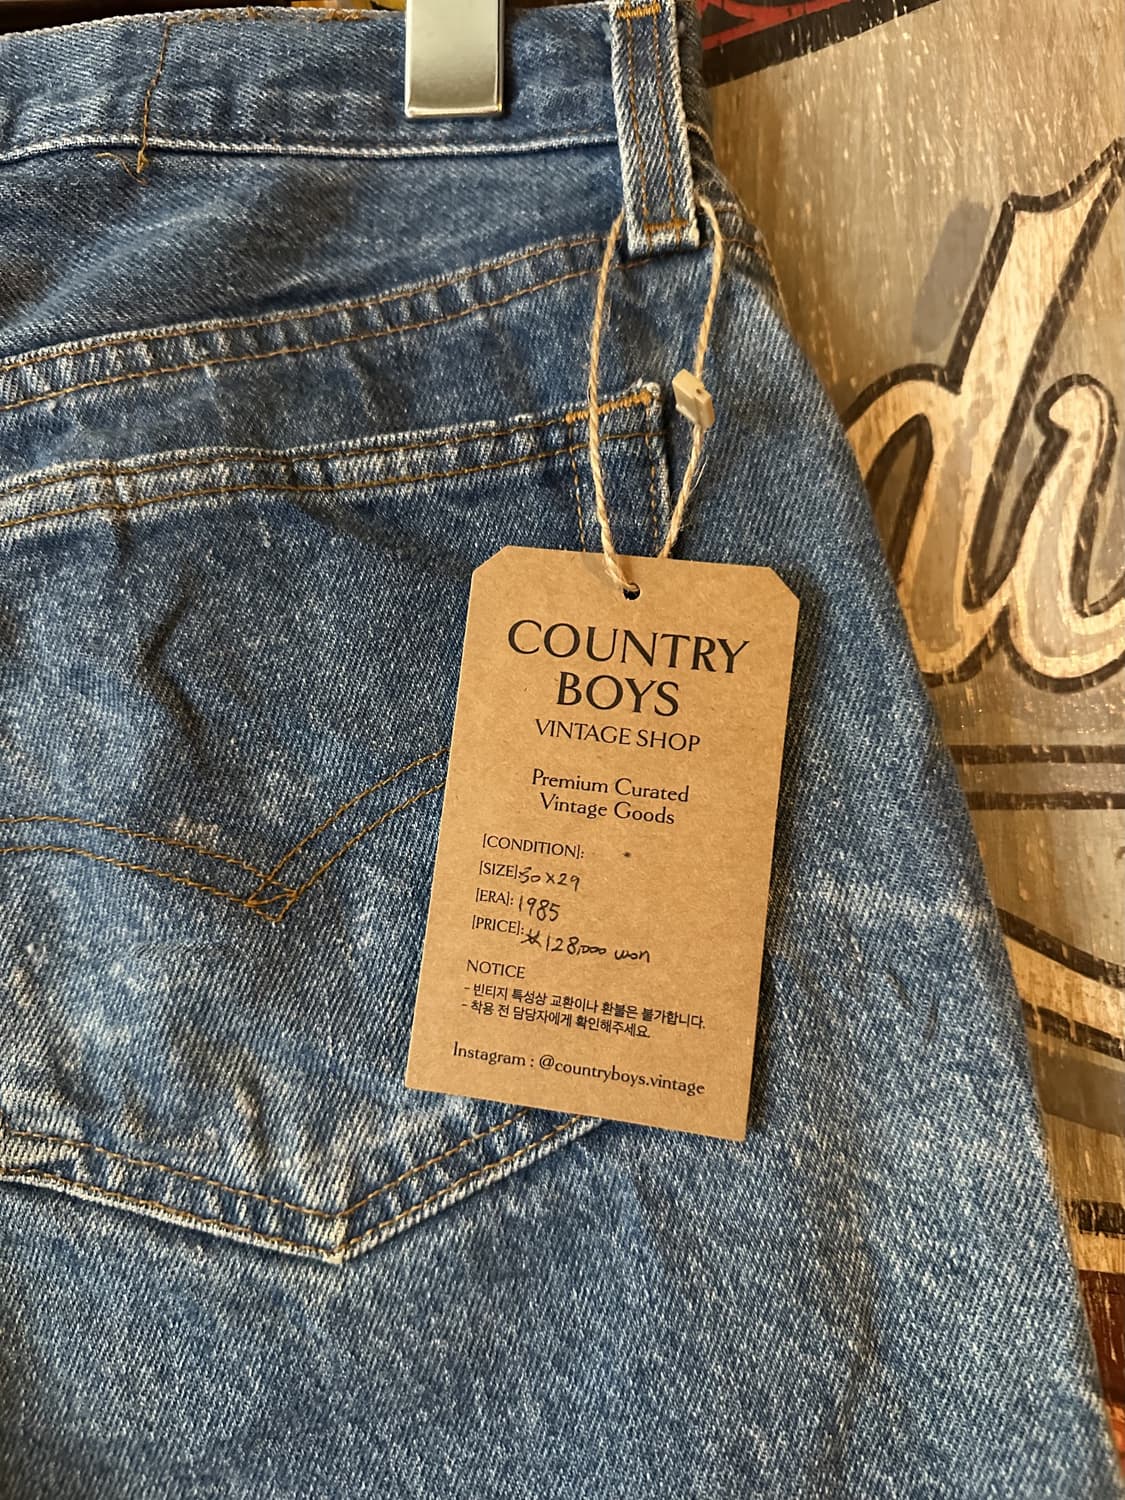 COUNTRY
BOYS
VINTAGE SHOP
Premium Curated
Vintage Goods
[CONDITION]:
[SIZE]: 30 x 29
[ERA]: 1985
[PRICE]: ₩128,000 won
NOTICE
- 빈티지 특성상 교환이나 환불은 불가합니다.
- 착용 전 담당자에게 확인해주세요.
Instagram : @countryboys.vintage